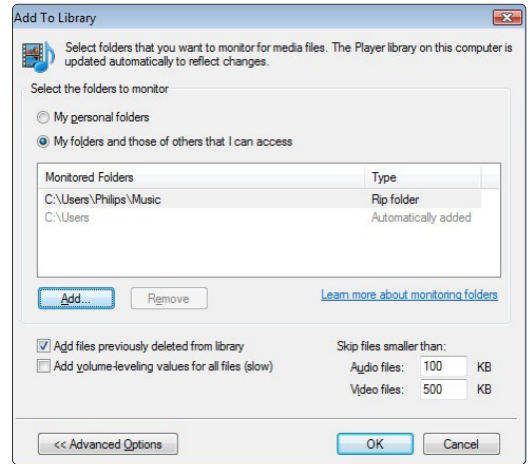 Add To Library
Select folders that you want to monitor for media files. The Player library on this computer is
updated automatically to reflect changes.
Select the folders to monitor
My personal folders
My folders and those of others that I can access
Monitored Folders Type
C:\Users\Philips\Music Rip folder
C:\Users Automatically added
Add... Remove Learn more about monitoring folders
Add files previously deleted from library Skip files smaller than:
Add volume-leveling values for all files (slow) Audio files: 100 KB
Video files: 500 KB
<< Advanced Options OK Cancel